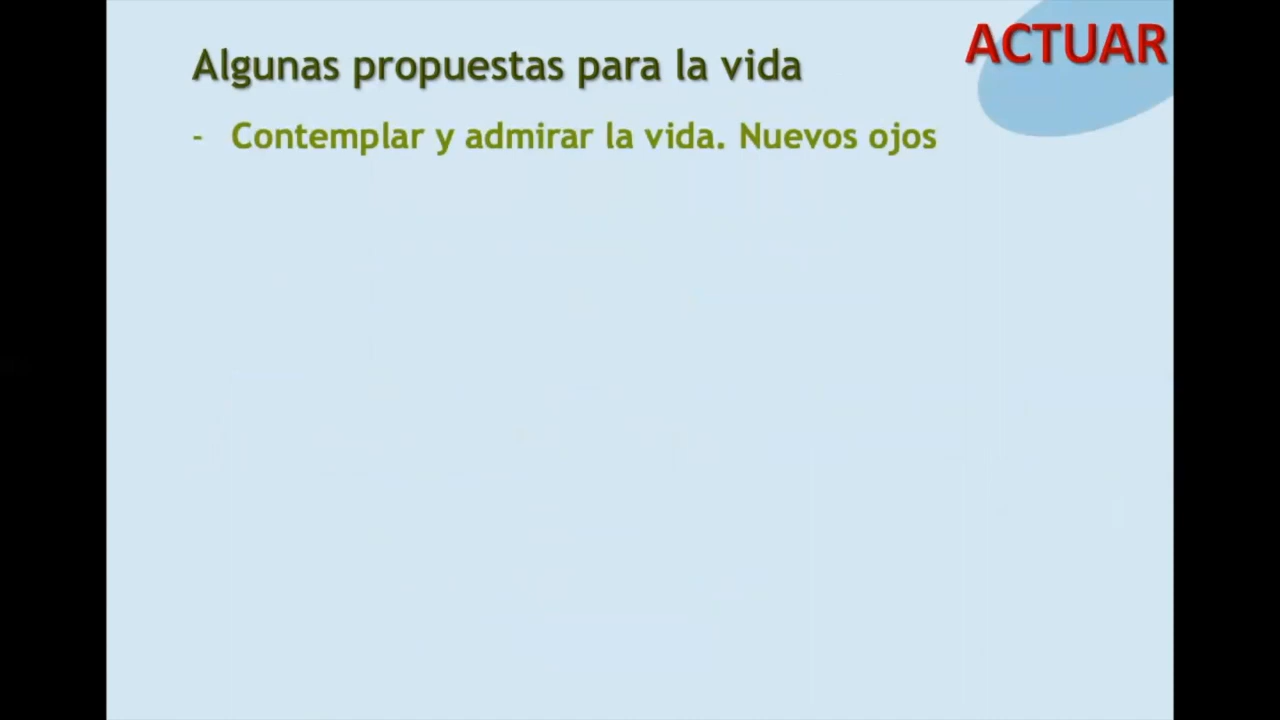 ACTUAR
Algunas propuestas para la vida
- Contemplar y admirar la vida. Nuevos ojos